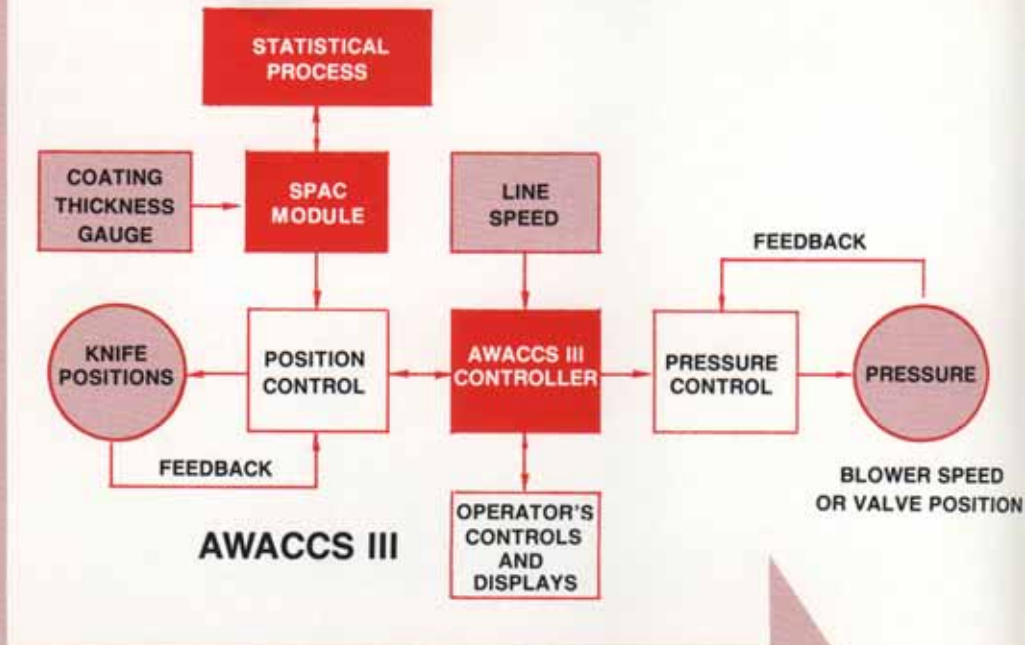 STATISTICAL
PROCESS
COATING
THICKNESS
GAUGE
SPAC
MODULE
LINE
SPEED
FEEDBACK
KNIFE
POSITIONS
POSITION
CONTROL
AWACCS III
CONTROLLER
PRESSURE
CONTROL
PRESSURE
FEEDBACK
BLOWER SPEED
OR VALVE POSITION
OPERATOR'S
CONTROLS
AND
DISPLAYS
AWACCS III